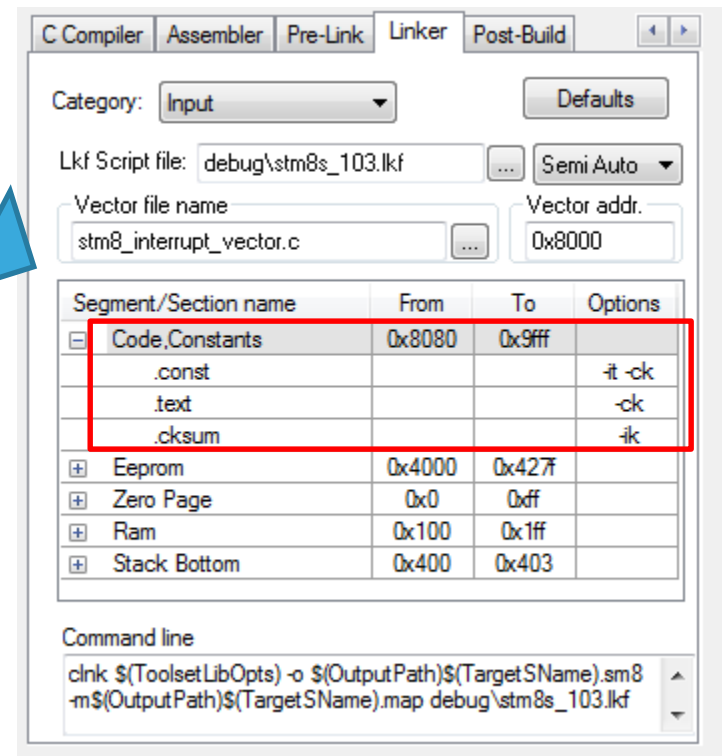 C Compiler Assembler Pre-Link Linker Post-Build
Category: Input Defaults
Lkf Script file: debug\stm8s_103.lkf ... Semi Auto
Vector file name Vector addr.
stm8_interrupt_vector.c ... 0x8000
Segment/Section name From To Options
Code,Constants 0x8080 0x9fff
.const -it -ck
.text -ck
.cksum -ik
Eeprom 0x4000 0x427f
Zero Page 0x0 0xff
Ram 0x100 0x1ff
Stack Bottom 0x400 0x403
Command line
clnk $(ToolsetLibOpts) -o $(OutputPath)$(TargetSName).sm8
-m$(OutputPath)$(TargetSName).map debug\stm8s_103.lkf